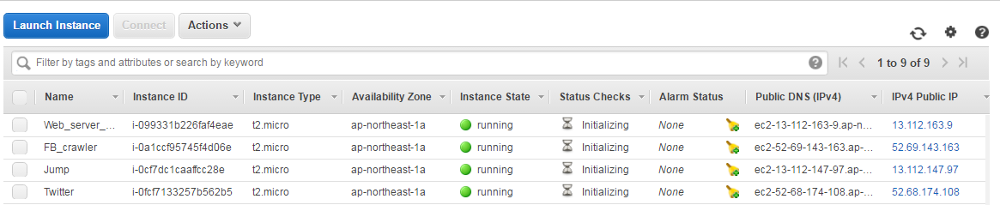 Launch Instance Connect Actions
Filter by tags and attributes or search by keyword 1 to 9 of 9
Name Instance ID Instance Type Availability Zone Instance State Status Checks Alarm Status Public DNS (IPv4) IPv4 Public IP
Web_server_... i-099331b226faf4eae t2.micro ap-northeast-1a running Initializing None ec2-13-112-163-9.ap-n... 13.112.163.9
FB_crawler i-0a1ccf95745f4d06e t2.micro ap-northeast-1a running Initializing None ec2-52-69-143-163.ap-... 52.69.143.163
Jump i-0cf7dc1caaffcc28e t2.micro ap-northeast-1a running Initializing None ec2-13-112-147-97.ap-... 13.112.147.97
Twitter i-0fcf7133257b562b5 t2.micro ap-northeast-1a running Initializing None ec2-52-68-174-108.ap-... 52.68.174.108